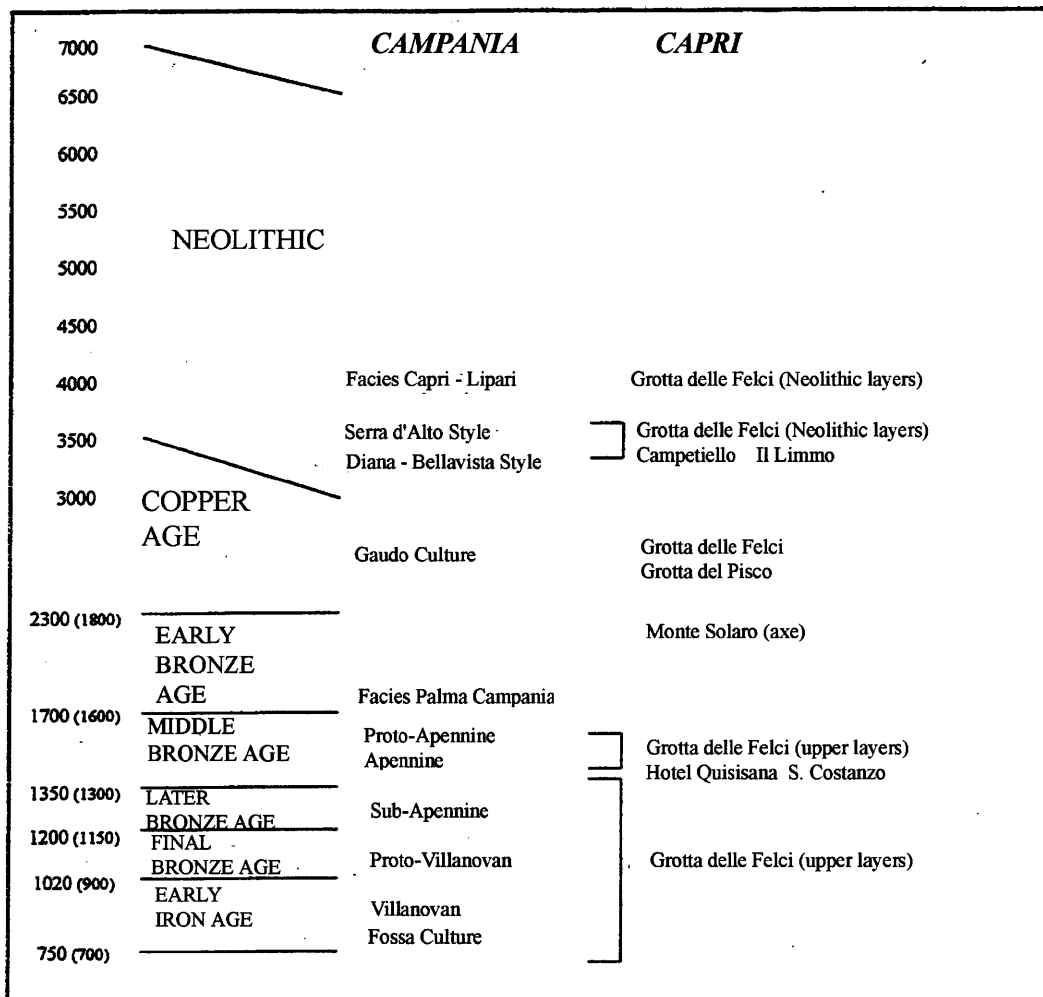 7000 CAMPANIA CAPRI
6500
6000
5500
NEOLITHIC
5000
4500
4000 Facies Capri - Lipari Grotta delle Felci (Neolithic layers)
3500 Serra d'Alto Style Grotta delle Felci (Neolithic layers)
Diana - Bellavista Style Campetiello Il Limmo
3000 COPPER
AGE
Gaudo Culture Grotta delle Felci
Grotta del Pisco
2300 (1800)
EARLY Monte Solaro (axe)
BRONZE
AGE Facies Palma Campania
1700 (1600)
MIDDLE Proto-Apennine Grotta delle Felci (upper layers)
BRONZE AGE Apennine Hotel Quisisana S. Costanzo
1350 (1300) LATER
BRONZE AGE Sub-Apennine
1200 (1150) FINAL
BRONZE AGE Proto-Villanovan Grotta delle Felci (upper layers)
1020 (900) EARLY
IRON AGE Villanovan
Fossa Culture
750 (700)